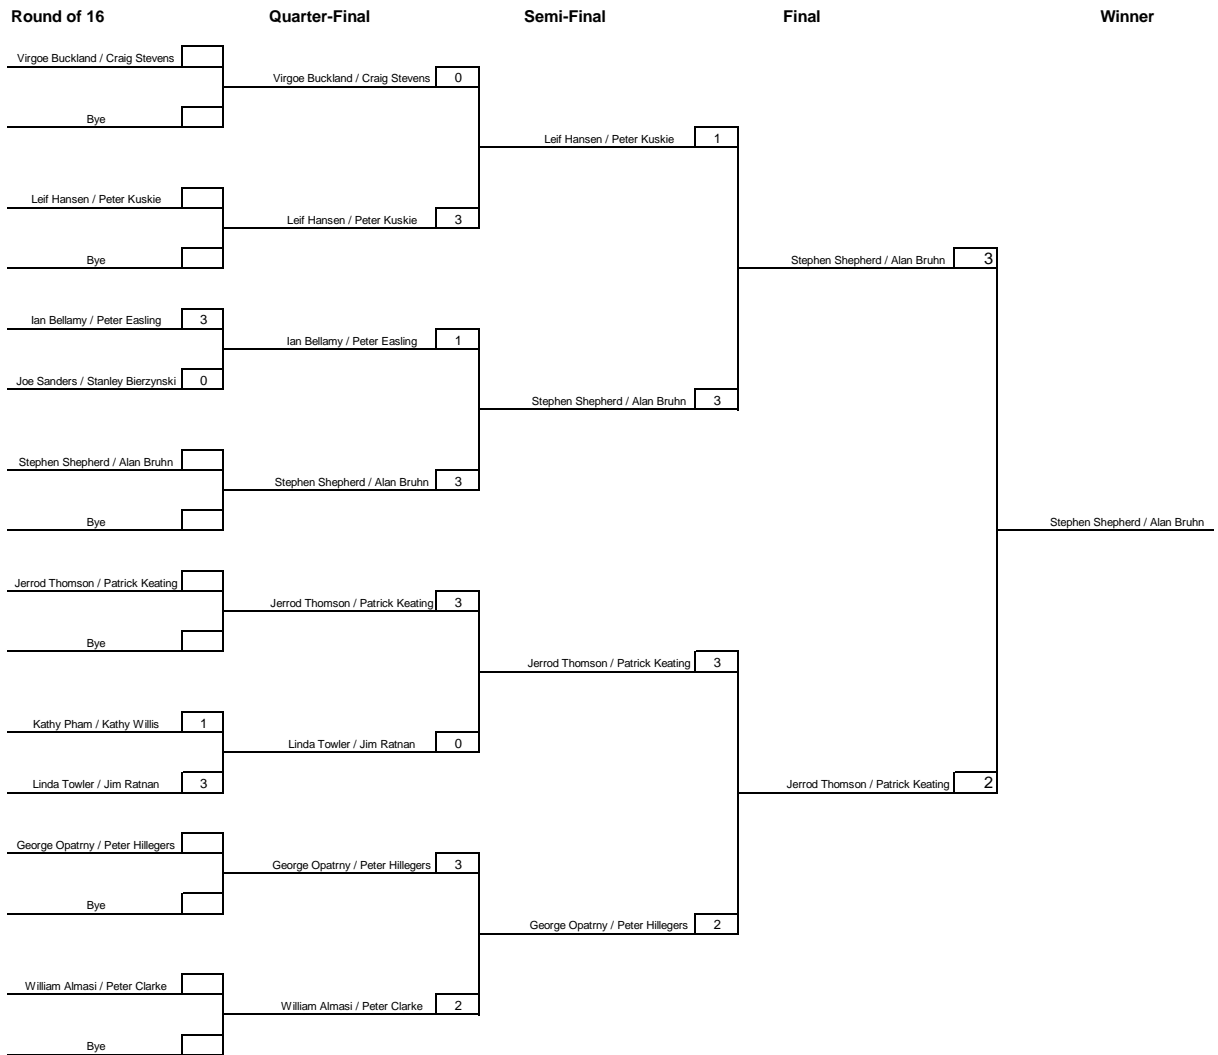 Round of 16 Quarter-Final Semi-Final Final Winner
Virgoe Buckland / Craig Stevens
Virgoe Buckland / Craig Stevens 0
Bye
Leif Hansen / Peter Kuskie 1
Leif Hansen / Peter Kuskie
Leif Hansen / Peter Kuskie 3
Bye
Stephen Shepherd / Alan Bruhn 3
Ian Bellamy / Peter Easling 3
Ian Bellamy / Peter Easling 1
Joe Sanders / Stanley Bierzynski 0
Stephen Shepherd / Alan Bruhn 3
Stephen Shepherd / Alan Bruhn
Stephen Shepherd / Alan Bruhn 3
Bye
Stephen Shepherd / Alan Bruhn
Jerrod Thomson / Patrick Keating
Jerrod Thomson / Patrick Keating 3
Bye
Jerrod Thomson / Patrick Keating 3
Kathy Pham / Kathy Willis 1
Linda Towler / Jim Ratnan 0
Linda Towler / Jim Ratnan 3
Jerrod Thomson / Patrick Keating 2
George Opatrny / Peter Hillegers
George Opatrny / Peter Hillegers 3
Bye
George Opatrny / Peter Hillegers 2
William Almasi / Peter Clarke
William Almasi / Peter Clarke 2
Bye